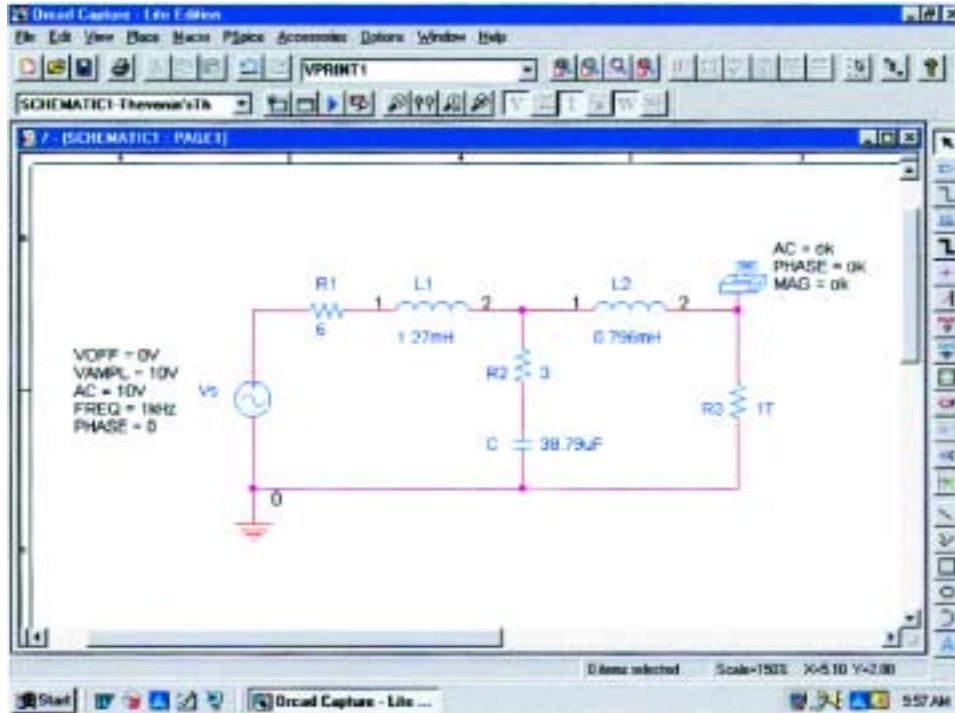 Orcad Capture - Lite Edition
File Edit View Place Macro PSpice Accessories Options Window Help
VPRINT1
SCHEMATIC1-Thevenin'sTh
/ - (SCHEMATIC1 : PAGE1)
AC = ok
PHASE = ok
MAG = ok
R1
L1
L2
1
2
1
2
6
1.27mH
0.796mH
VOFF = 0V
VAMPL = 10V
AC = 10V
FREQ = 1kHz
PHASE = 0
Vs
R2
3
R3
1T
C
38.79uF
0
0 items selected
Scale=150%
X=5.10 Y=2.00
Start
Orcad Capture - Lite ...
9:57 AM